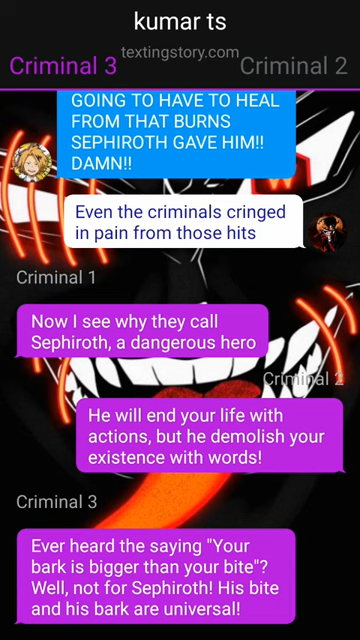 kumar ts
textingstory.com
Criminal 3
Criminal 2
GOING TO HAVE TO HEAL
FROM THAT BURNS
SEPHIROTH GAVE HIM!!
DAMN!!
Even the criminals cringed
in pain from those hits
Criminal 1
Now I see why they call
Sephiroth, a dangerous hero
Criminal 2
He will end your life with
actions, but he demolish your
existence with words!
Criminal 3
Ever heard the saying "Your
bark is bigger than your bite"?
Well, not for Sephiroth! His bite
and his bark are universal!